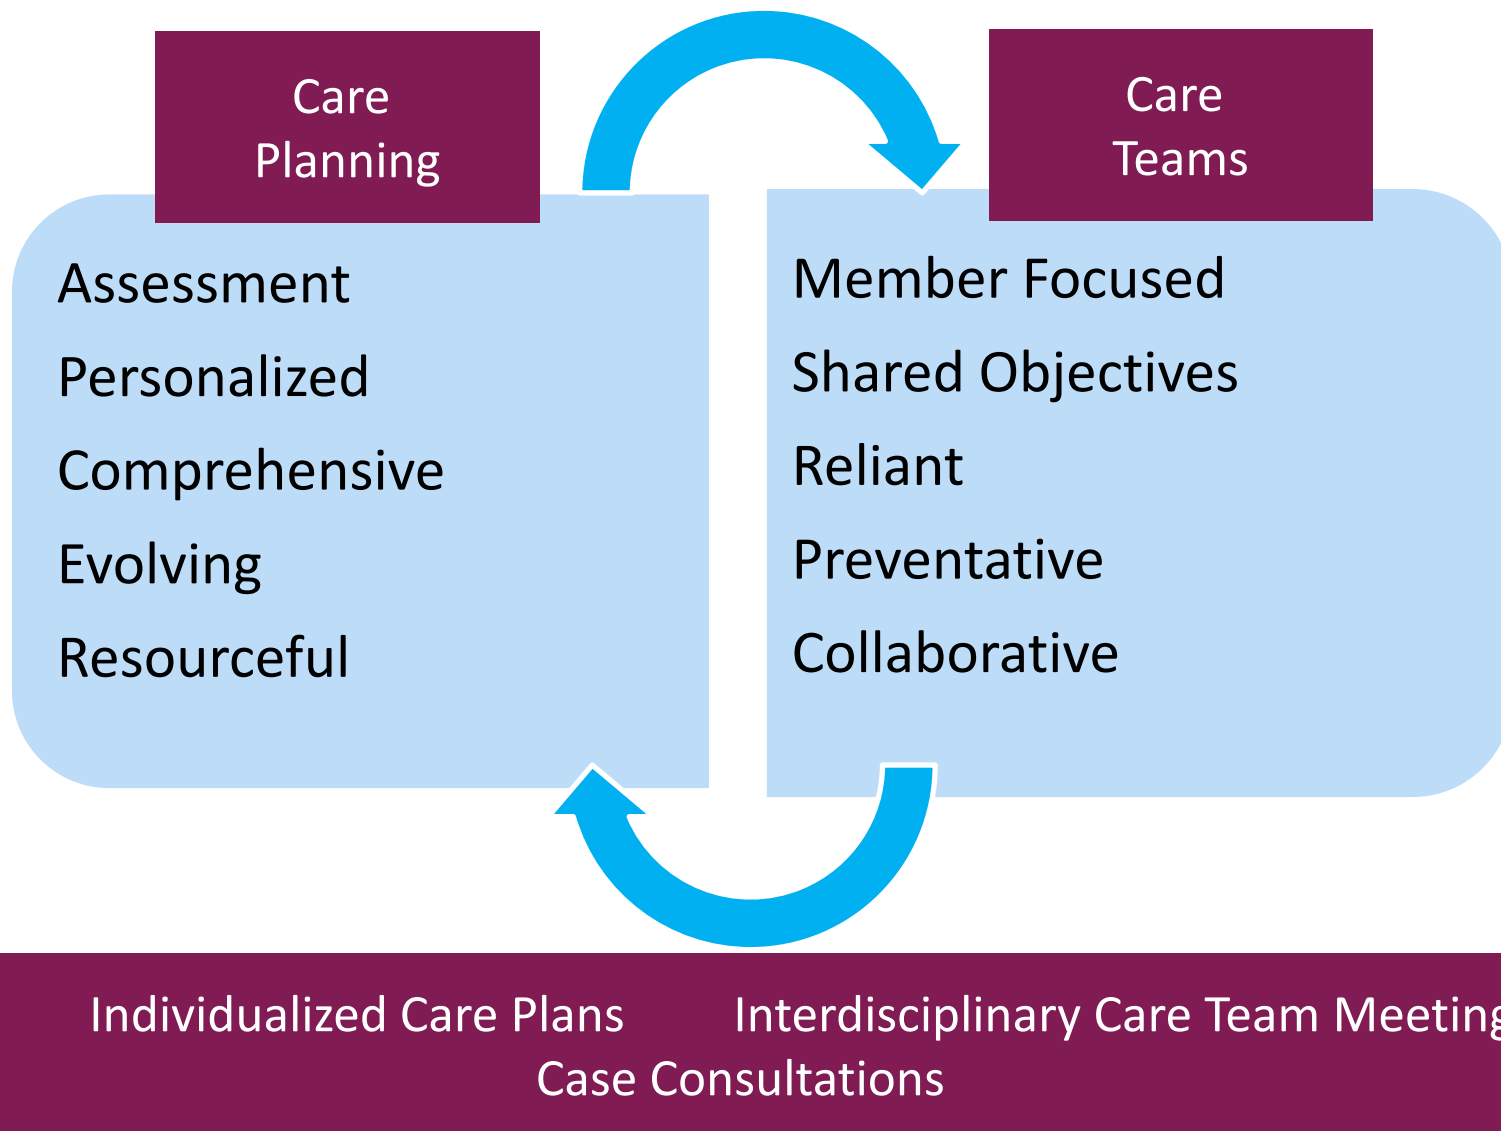 Care
Planning
Assessment
Personalized
Comprehensive
Evolving
Resourceful
Care
Teams
Member Focused
Shared Objectives
Reliant
Preventative
Collaborative
Individualized Care Plans Interdisciplinary Care Team Meeting
Case Consultations